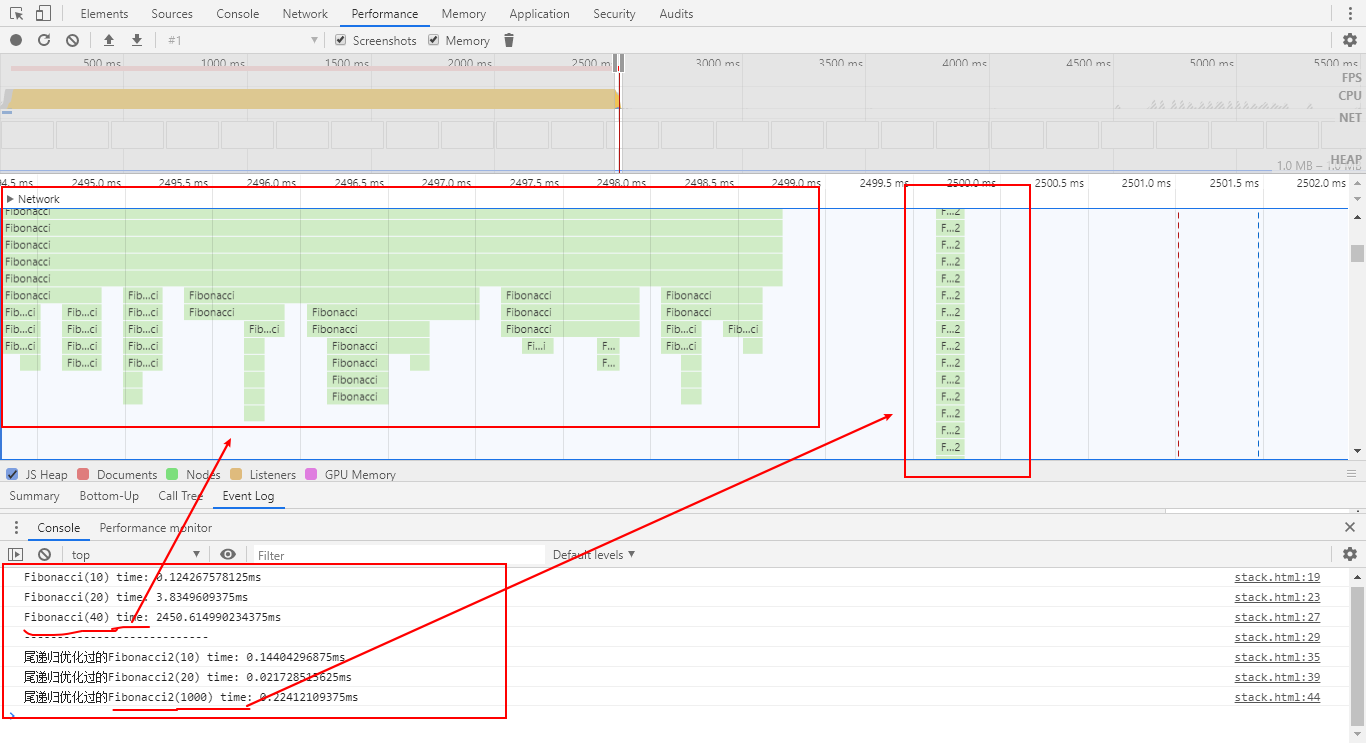 Elements Sources Console Network Performance Memory Application Security Audits
#1 Screenshots Memory
500 ms 1000 ms 1500 ms 2000 ms 2500 ms 3000 ms 3500 ms 4000 ms 4500 ms 5000 ms 5500 ms
FPS
CPU
NET
HEAP
1.0 MB – 1.0 MB
94.5 ms 2495.0 ms 2495.5 ms 2496.0 ms 2496.5 ms 2497.0 ms 2497.5 ms 2498.0 ms 2498.5 ms 2499.0 ms 2499.5 ms 2500.0 ms 2500.5 ms 2501.0 ms 2501.5 ms 2502.0 ms
Network
Fibonacci F...2
Fibonacci F...2
Fibonacci F...2
Fibonacci F...2
Fibonacci F...2
Fibonacci Fib...ci Fibonacci Fibonacci Fibonacci F...2
Fib...ci Fib...ci Fib...ci Fibonacci Fibonacci Fibonacci Fibonacci F...2
Fib...ci Fib...ci Fib...ci Fib...ci Fibonacci Fibonacci Fib...ci Fib...ci F...2
Fib...ci Fib...ci Fib...ci Fibonacci Fi...i F... Fib...ci F...2
Fib...ci Fib...ci Fibonacci F... F...2
Fibonacci F...2
Fibonacci F...2
F...2
F...2
F...2
JS Heap Documents Nodes Listeners GPU Memory
Summary Bottom-Up Call Tree Event Log
Console Performance monitor
top Filter Default levels
Fibonacci(10) time: 0.124267578125ms stack.html:19
Fibonacci(20) time: 3.8349609375ms stack.html:23
Fibonacci(40) time: 2450.614990234375ms stack.html:27
---------------------------- stack.html:29
尾递归优化过的Fibonacci2(10) time: 0.14404296875ms stack.html:35
尾递归优化过的Fibonacci2(20) time: 0.021728515625ms stack.html:39
尾递归优化过的Fibonacci2(1000) time: 0.22412109375ms stack.html:44